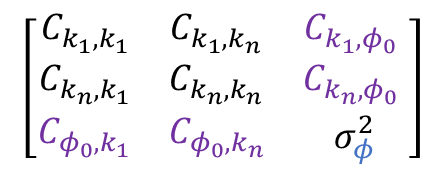 C_{k_1,k_1} C_{k_1,k_n} C_{k_1,ϕ_0}
C_{k_n,k_1} C_{k_n,k_n} C_{k_n,ϕ_0}
C_{ϕ_0,k_1} C_{ϕ_0,k_n} σ_ϕ^2